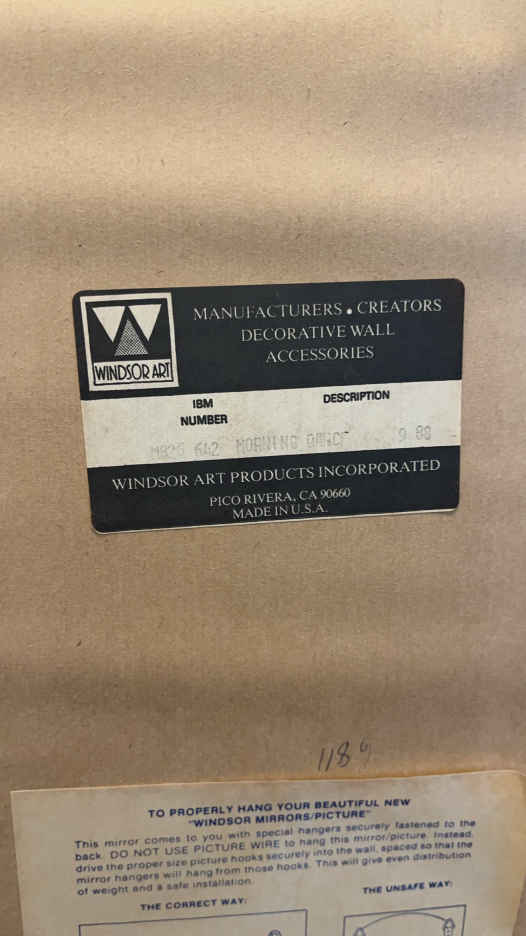 MANUFACTURERS • CREATORS
DECORATIVE WALL
ACCESSORIES
WINDSOR ART
IBM
NUMBER
DESCRIPTION
642 MORNING 9 88
WINDSOR ART PRODUCTS INCORPORATED
PICO RIVERA, CA 90660
MADE IN U.S.A.
TO PROPERLY HANG YOUR BEAUTIFUL NEW
"WINDSOR MIRRORS/PICTURE"
This mirror comes to you with special hangers securely fastened to the
back. DO NOT USE PICTURE WIRE to hang this mirror/picture. Instead,
drive the proper size picture hooks securely into the wall, spaced so that the
mirror hangers will hang from those hooks. This will give even distribution
of weight and a safe installation.
THE CORRECT WAY:
THE UNSAFE WAY: